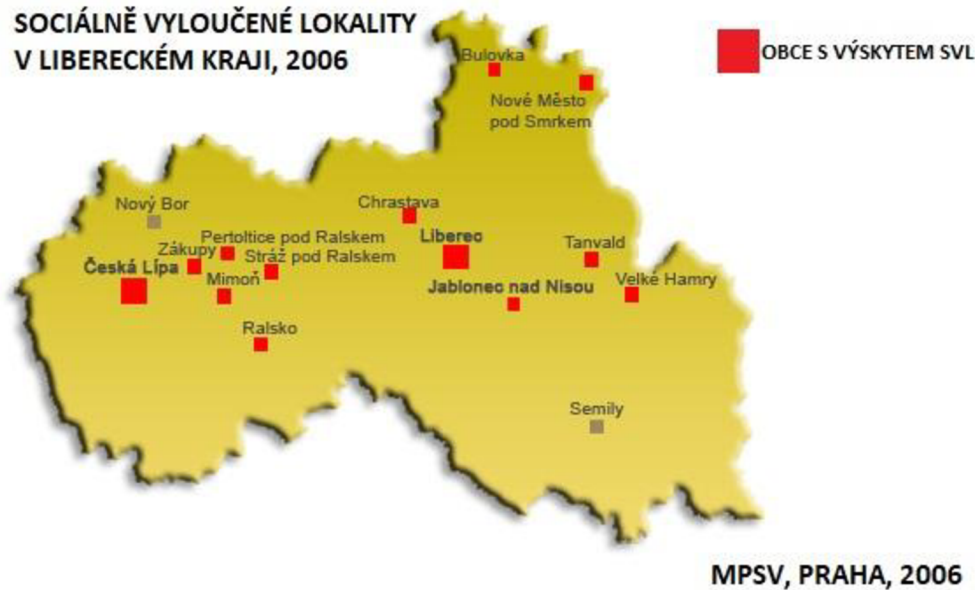 SOCIÁLNĚ VYLOUČENÉ LOKALITY
V LIBERECKÉM KRAJI, 2006
OBCE S VÝSKYTEM SVL
Bulovka
Nové Město
pod Smrkem
Nový Bor
Chrastava
Pertoltice pod Ralskem
Liberec
Tanvald
Zákupy
Stráž pod Ralskem
Česká Lípa
Mimoň
Jablonec nad Nisou
Velké Hamry
Ralsko
Semily
MPSV, PRAHA, 2006